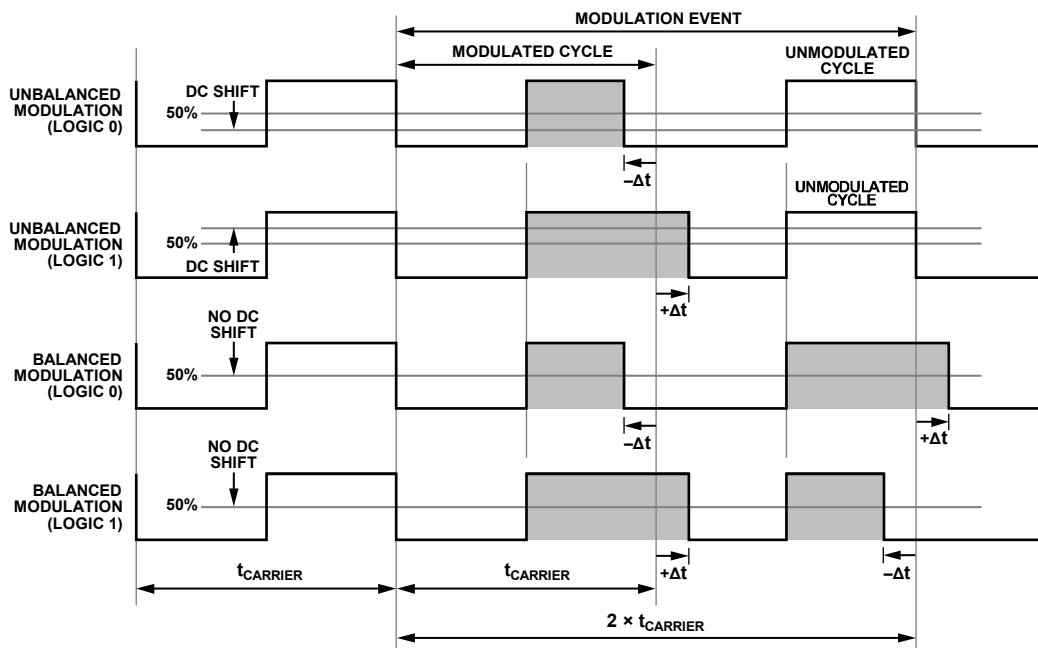 MODULATION EVENT
MODULATED CYCLE
UNMODULATED
CYCLE
UNBALANCED
MODULATION
(LOGIC 0)
DC SHIFT
50%
–Δt
UNMODULATED
CYCLE
UNBALANCED
MODULATION
(LOGIC 1)
50%
DC SHIFT
+Δt
NO DC
SHIFT
BALANCED
MODULATION
(LOGIC 0)
50%
–Δt
+Δt
NO DC
SHIFT
BALANCED
MODULATION
(LOGIC 1)
50%
+Δt
–Δt
tCARRIER
tCARRIER
2 × tCARRIER